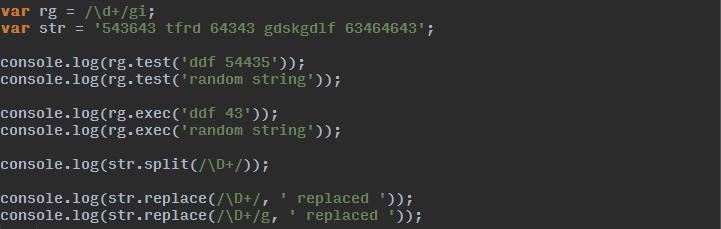 var rg = /\d+/gi;
var str = '543643 tfrd 64343 gdskgdlf 63464643';
console.log(rg.test('ddf 54435'));
console.log(rg.test('random string'));
console.log(rg.exec('ddf 43'));
console.log(rg.exec('random string'));
console.log(str.split(/\D+/));
console.log(str.replace(/\D+/, ' replaced '));
console.log(str.replace(/\D+/g, ' replaced '));